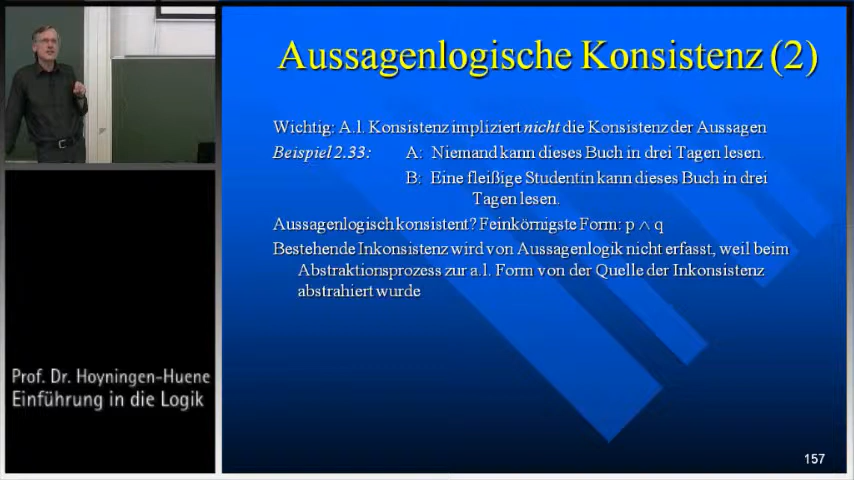 Aussagenlogische Konsistenz (2)
Wichtig: A.l. Konsistenz impliziert nicht die Konsistenz der Aussagen
Beispiel 2.33: A: Niemand kann dieses Buch in drei Tagen lesen.
B: Eine fleißige Studentin kann dieses Buch in drei
Tagen lesen.
Aussagenlogisch konsistent? Feinkörnigste Form: p ∧ q
Bestehende Inkonsistenz wird von Aussagenlogik nicht erfasst, weil beim
Abstraktionsprozess zur a.l. Form von der Quelle der Inkonsistenz
abstrahiert wurde
Prof. Dr. Hoyningen-Huene
Einführung in die Logik
157